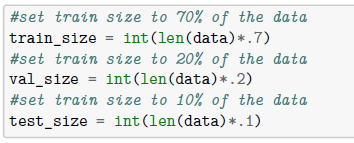 #set train size to 70% of the data
train_size = int(len(data)*.7)
#set train size to 20% of the data
val_size = int(len(data)*.2)
#set train size to 10% of the data
test_size = int(len(data)*.1)